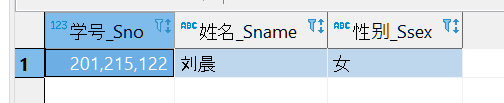 123 学号_Sno ABC 姓名_Sname ABC 性别_Ssex
1 201,215,122 刘晨 女